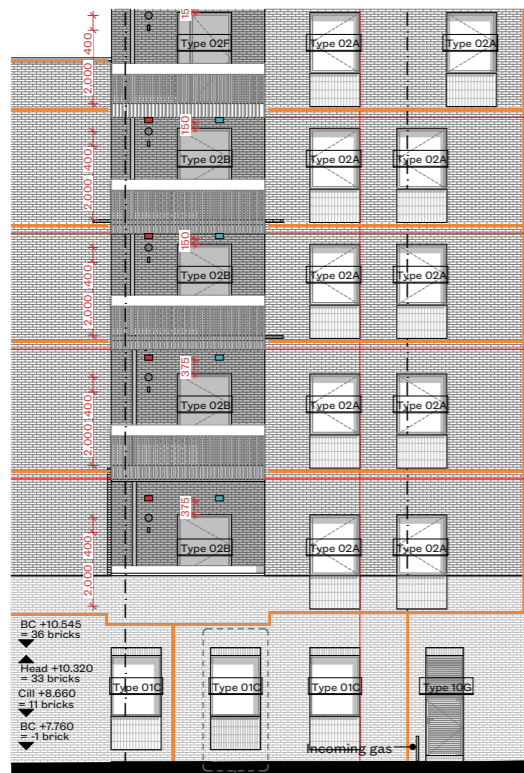 15
400
2,000
Type 02F
Type 02A
Type 02A
150
400
2,000
Type 02B
Type 02A
Type 02A
150
400
2,000
Type 02B
Type 02A
Type 02A
375
400
2,000
Type 02B
Type 02A
Type 02A
375
400
2,000
Type 02B
Type 02A
Type 02A
BC +10.545
= 36 bricks
Head +10.320
= 33 bricks
Cill +8.660
= 11 bricks
BC +7.760
= -1 brick
Type 01C
Type 01C
Type 01C
Type 10G
Incoming gas